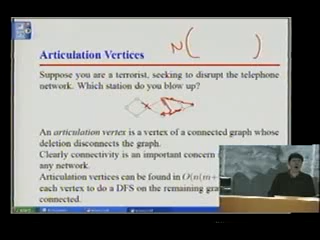 Articulation Vertices
N( )
Suppose you are a terrorist, seeking to disrupt the telephone
network. Which station do you blow up?
An articulation vertex is a vertex of a connected graph whose
deletion disconnects the graph.
Clearly connectivity is an important concern
any network.
Articulation vertices can be found in O(n(m+
each vertex to do a DFS on the remaining gra
connected.